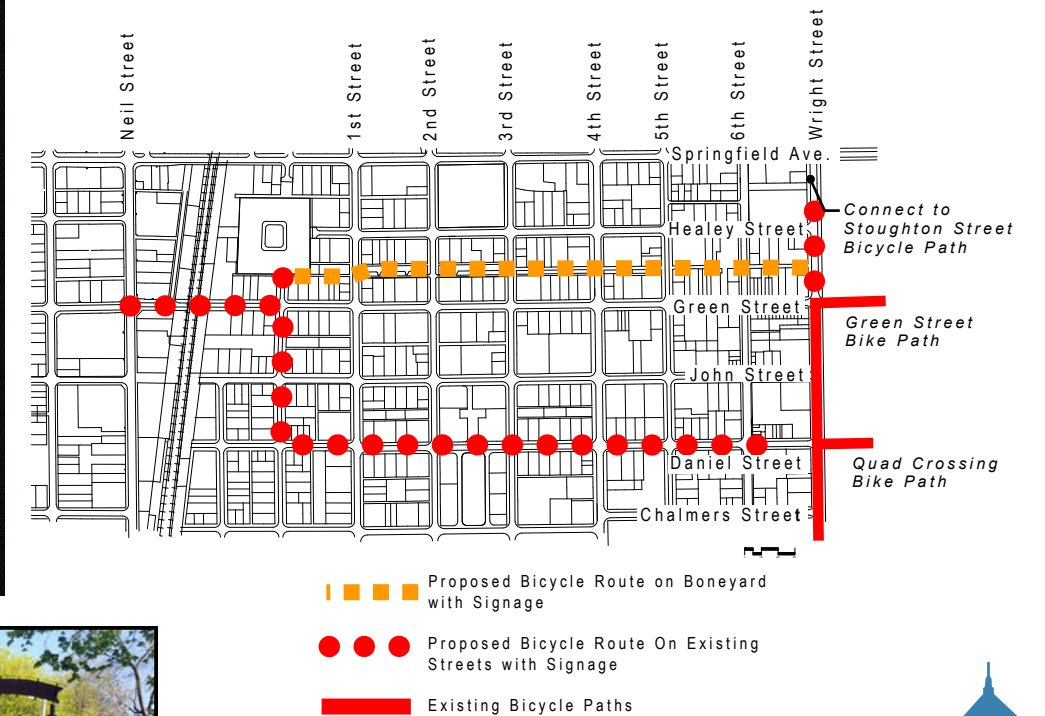 Neil Street
1st Street
2nd Street
3rd Street
4th Street
5th Street
6th Street
Wright Street
Springfield Ave.
Connect to
Stoughton Street
Bicycle Path
Healey Street
Green Street
Green Street
Bike Path
John Street
Daniel Street
Quad Crossing
Bike Path
Chalmers Street
Proposed Bicycle Route on Boneyard
with Signage
Proposed Bicycle Route On Existing
Streets with Signage
Existing Bicycle Paths